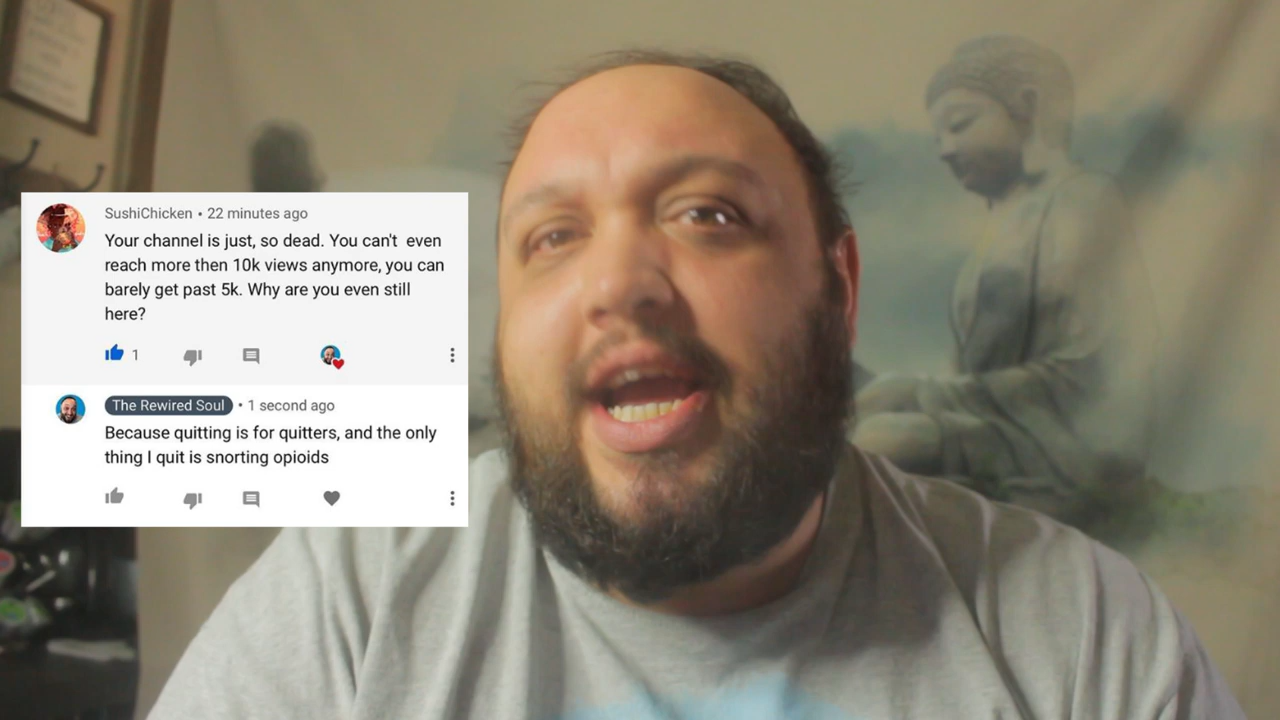 SushiChicken • 22 minutes ago
Your channel is just, so dead. You can't  even
reach more then 10k views anymore, you can
barely get past 5k. Why are you even still
here?
1
The Rewired Soul • 1 second ago
Because quitting is for quitters, and the only
thing I quit is snorting opioids